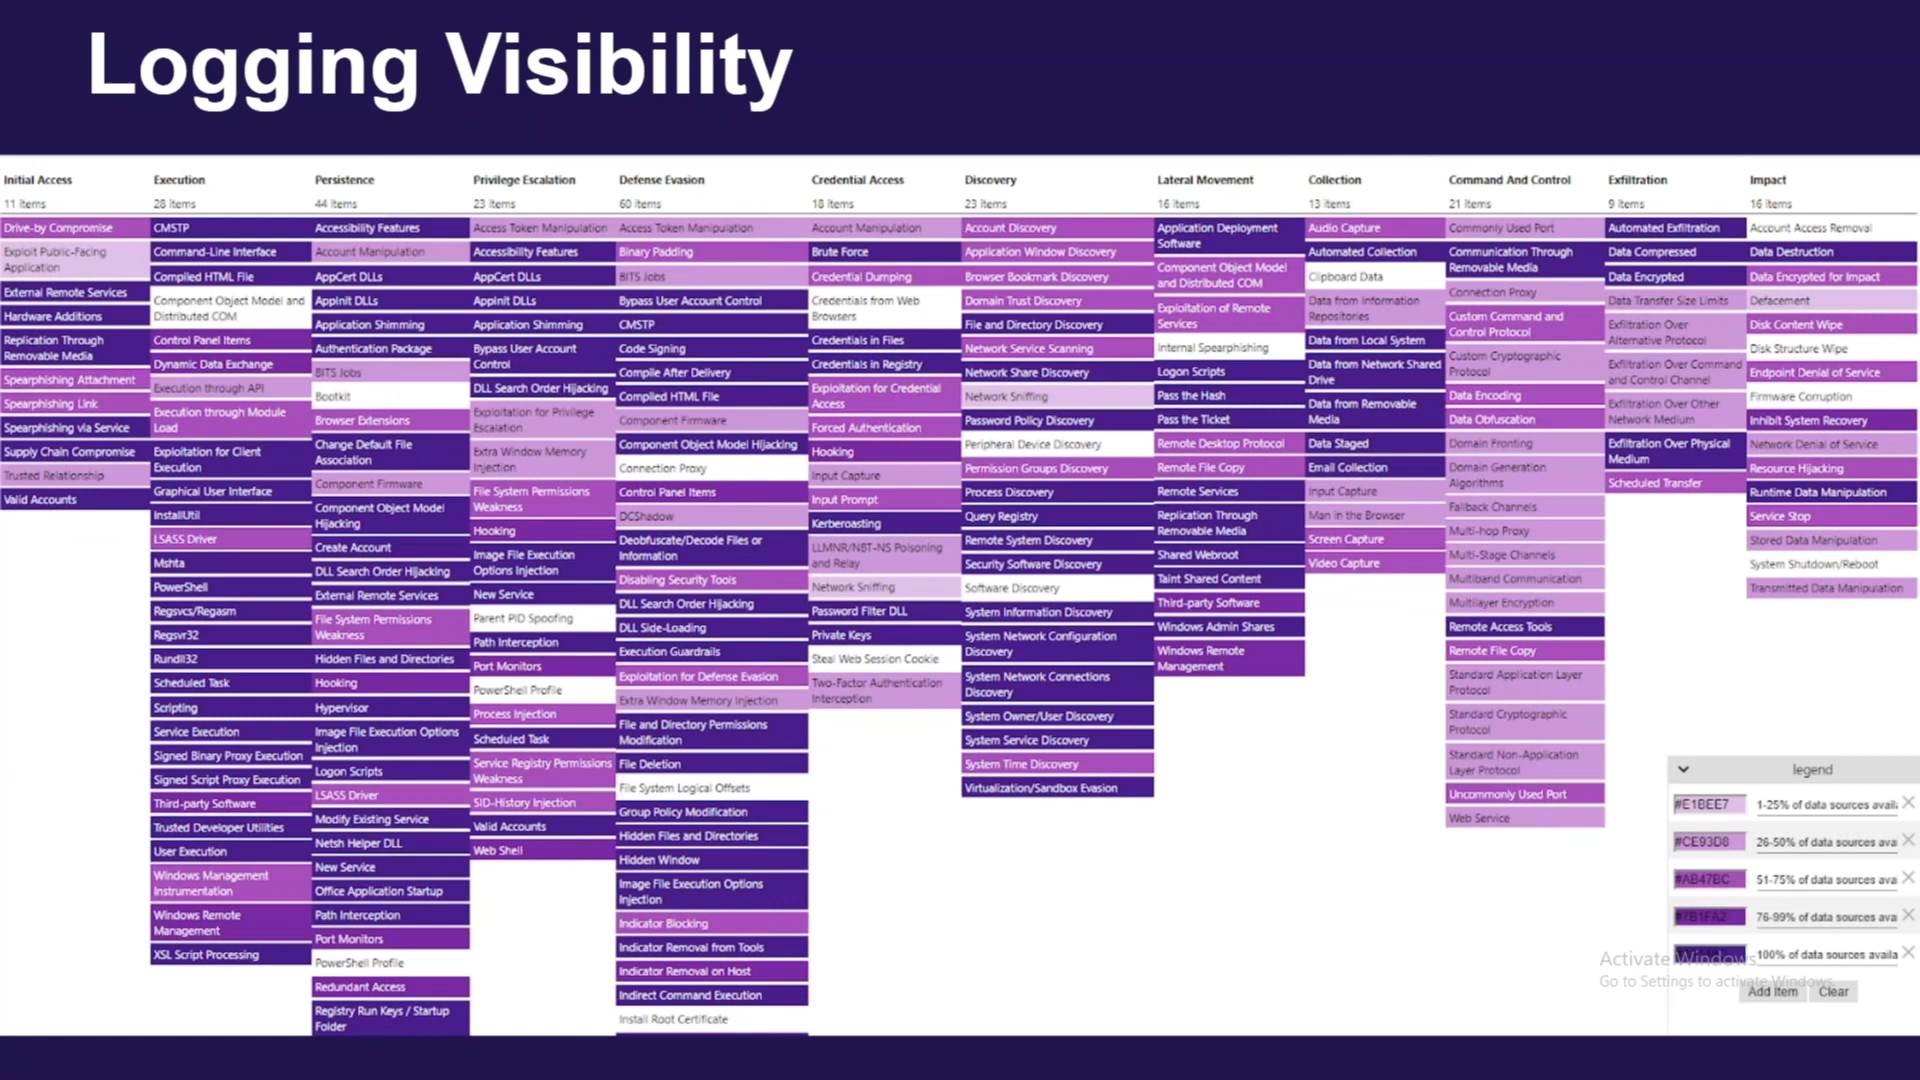 Logging Visibility
Initial Access
11 items
Drive-by Compromise
Exploit Public-Facing
Application
External Remote Services
Hardware Additions
Replication Through
Removable Media
Spearphishing Attachment
Spearphishing Link
Spearphishing via Service
Supply Chain Compromise
Trusted Relationship
Valid Accounts
Execution
28 items
CMSTP
Command-Line Interface
Compiled HTML File
Component Object Model and
Distributed COM
Control Panel Items
Dynamic Data Exchange
Execution through API
Execution through Module
Load
Exploitation for Client
Execution
Graphical User Interface
InstallUtil
LSASS Driver
Mshta
PowerShell
Regsvcs/Regasm
Regsvr32
Rundll32
Scheduled Task
Scripting
Service Execution
Signed Binary Proxy Execution
Signed Script Proxy Execution
Third-party Software
Trusted Developer Utilities
User Execution
Windows Management
Instrumentation
Windows Remote
Management
XSL Script Processing
Persistence
44 items
Accessibility Features
Account Manipulation
AppCert DLLs
AppInit DLLs
Application Shimming
Authentication Package
BITS Jobs
Bootkit
Browser Extensions
Change Default File
Association
Component Firmware
Component Object Model
Hijacking
Create Account
DLL Search Order Hijacking
External Remote Services
File System Permissions
Weakness
Hidden Files and Directories
Hooking
Hypervisor
Image File Execution Options
Injection
Logon Scripts
LSASS Driver
Modify Existing Service
Netsh Helper DLL
New Service
Office Application Startup
Path Interception
Port Monitors
PowerShell Profile
Redundant Access
Registry Run Keys / Startup
Folder
Privilege Escalation
23 items
Access Token Manipulation
Accessibility Features
AppCert DLLs
AppInit DLLs
Application Shimming
Bypass User Account
Control
DLL Search Order Hijacking
Exploitation for Privilege
Escalation
Extra Window Memory
Injection
File System Permissions
Weakness
Hooking
Image File Execution
Options Injection
New Service
Parent PID Spoofing
Path Interception
Port Monitors
PowerShell Profile
Process Injection
Scheduled Task
Service Registry Permissions
Weakness
SID-History Injection
Valid Accounts
Web Shell
Defense Evasion
60 items
Access Token Manipulation
Binary Padding
BITS Jobs
Bypass User Account Control
CMSTP
Code Signing
Compile After Delivery
Compiled HTML File
Component Firmware
Component Object Model Hijacking
Connection Proxy
Control Panel Items
DCShadow
Deobfuscate/Decode Files or
Information
Disabling Security Tools
DLL Search Order Hijacking
DLL Side-Loading
Execution Guardrails
Exploitation for Defense Evasion
Extra Window Memory Injection
File and Directory Permissions
Modification
File Deletion
File System Logical Offsets
Group Policy Modification
Hidden Files and Directories
Hidden Window
Image File Execution Options
Injection
Indicator Blocking
Indicator Removal from Tools
Indicator Removal on Host
Indirect Command Execution
Install Root Certificate
Credential Access
18 items
Account Manipulation
Brute Force
Credential Dumping
Credentials from Web
Browsers
Credentials in Files
Credentials in Registry
Exploitation for Credential
Access
Forced Authentication
Hooking
Input Capture
Input Prompt
Kerberoasting
LLMNR/NBT-NS Poisoning
and Relay
Network Sniffing
Password Filter DLL
Private Keys
Steal Web Session Cookie
Two-Factor Authentication
Interception
Discovery
23 items
Account Discovery
Application Window Discovery
Browser Bookmark Discovery
Domain Trust Discovery
File and Directory Discovery
Network Service Scanning
Network Share Discovery
Network Sniffing
Password Policy Discovery
Peripheral Device Discovery
Permission Groups Discovery
Process Discovery
Query Registry
Remote System Discovery
Security Software Discovery
Software Discovery
System Information Discovery
System Network Configuration
Discovery
System Network Connections
Discovery
System Owner/User Discovery
System Service Discovery
System Time Discovery
Virtualization/Sandbox Evasion
Lateral Movement
16 items
Application Deployment
Software
Component Object Model
and Distributed COM
Exploitation of Remote
Services
Internal Spearphishing
Logon Scripts
Pass the Hash
Pass the Ticket
Remote Desktop Protocol
Remote File Copy
Remote Services
Replication Through
Removable Media
Shared Webroot
Taint Shared Content
Third-party Software
Windows Admin Shares
Windows Remote
Management
Collection
13 items
Audio Capture
Automated Collection
Clipboard Data
Data from Information
Repositories
Data from Local System
Data from Network Shared
Drive
Data from Removable
Media
Data Staged
Email Collection
Input Capture
Man in the Browser
Screen Capture
Video Capture
Command And Control
21 items
Commonly Used Port
Communication Through
Removable Media
Connection Proxy
Custom Command and
Control Protocol
Custom Cryptographic
Protocol
Data Encoding
Data Obfuscation
Domain Fronting
Domain Generation
Algorithms
Fallback Channels
Multi-hop Proxy
Multi-Stage Channels
Multiband Communication
Multilayer Encryption
Remote Access Tools
Remote File Copy
Standard Application Layer
Protocol
Standard Cryptographic
Protocol
Standard Non-Application
Layer Protocol
Uncommonly Used Port
Web Service
Exfiltration
9 items
Automated Exfiltration
Data Compressed
Data Encrypted
Data Transfer Size Limits
Exfiltration Over
Alternative Protocol
Exfiltration Over Command
and Control Channel
Exfiltration Over Other
Network Medium
Exfiltration Over Physical
Medium
Scheduled Transfer
Impact
16 items
Account Access Removal
Data Destruction
Data Encrypted for Impact
Defacement
Disk Content Wipe
Disk Structure Wipe
Endpoint Denial of Service
Firmware Corruption
Inhibit System Recovery
Network Denial of Service
Resource Hijacking
Runtime Data Manipulation
Service Stop
Stored Data Manipulation
System Shutdown/Reboot
Transmitted Data Manipulation
legend
#E1BEE7 1-25% of data sources avail
#CE93D8 26-50% of data sources ava
#AB47BC 51-75% of data sources ava
#7B1FA2 76-99% of data sources ava
100% of data sources availa
Activate Windows
Go to Settings to activate Windows.
Add Item Clear